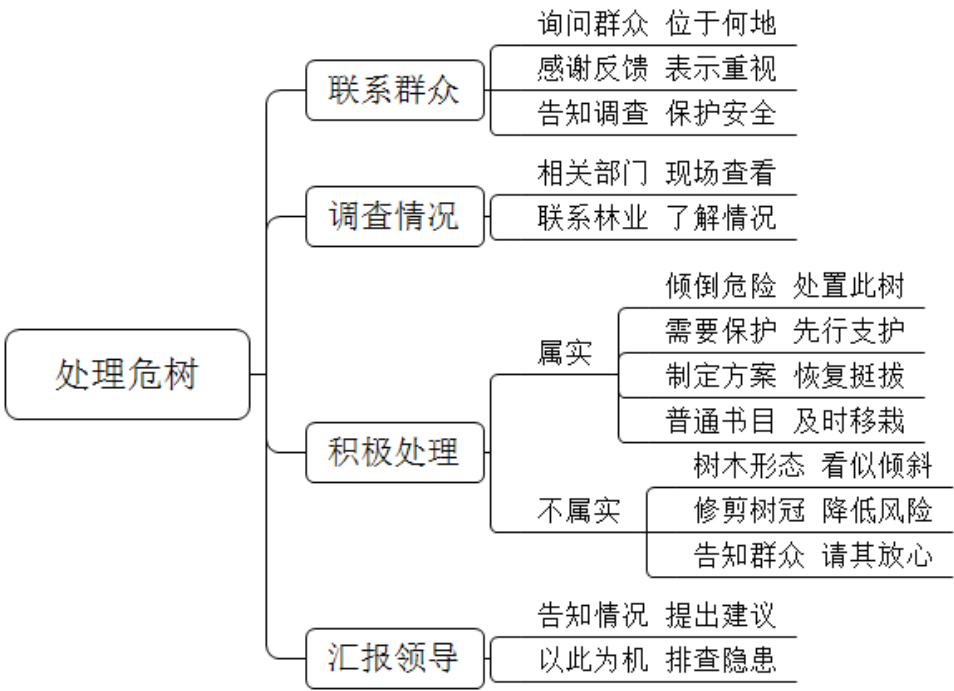 处理危树
联系群众
询问群众 位于何地
感谢反馈 表示重视
告知调查 保护安全
调查情况
相关部门 现场查看
联系林业 了解情况
积极处理
属实
倾倒危险 处置此树
需要保护 先行支护
制定方案 恢复挺拔
普通书目 及时移栽
不属实
树木形态 看似倾斜
修剪树冠 降低风险
告知群众 请其放心
汇报领导
告知情况 提出建议
以此为机 排查隐患